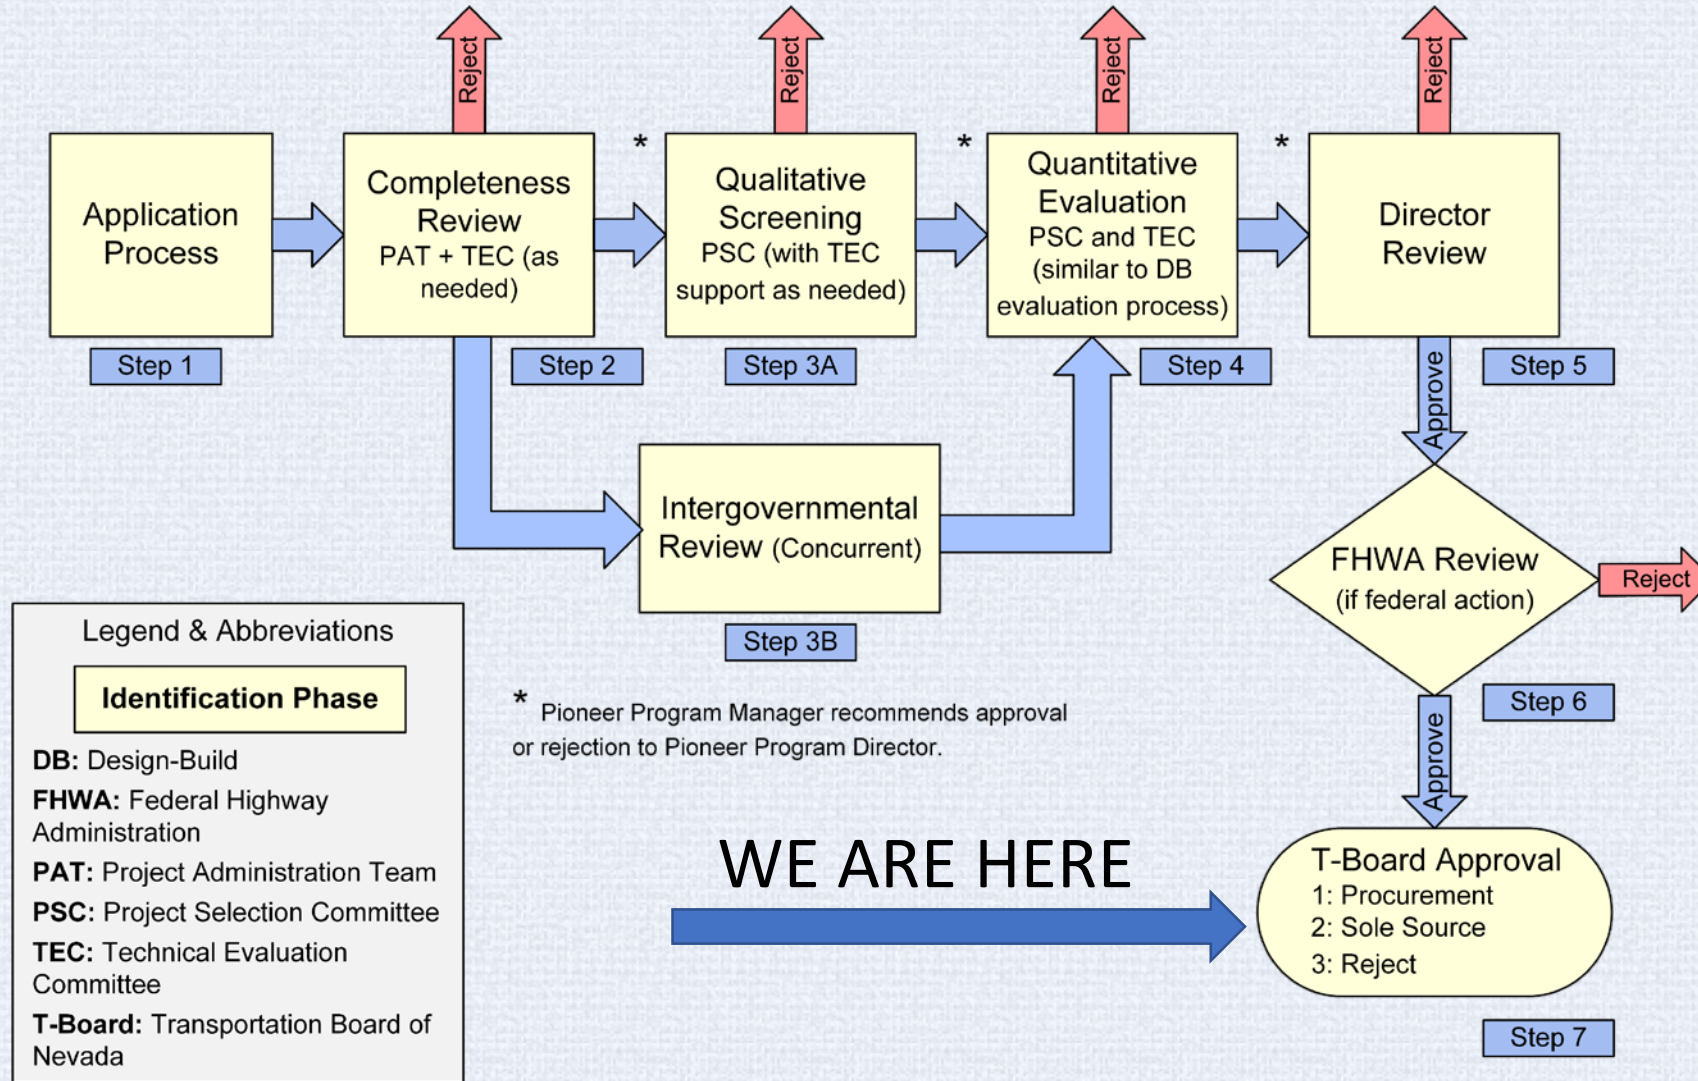 Reject
Reject
Reject
Reject
Application
Process
Completeness
Review
PAT + TEC (as
needed)
*
Qualitative
Screening
PSC (with TEC
support as needed)
*
Quantitative
Evaluation
PSC and TEC
(similar to DB
evaluation process)
*
Director
Review
Step 1
Step 2
Step 3A
Step 4
Step 5
Approve
Intergovernmental
Review (Concurrent)
Step 3B
FHWA Review
(if federal action)
Reject
Step 6
Approve
* Pioneer Program Manager recommends approval
or rejection to Pioneer Program Director.
WE ARE HERE
T-Board Approval
1: Procurement
2: Sole Source
3: Reject
Step 7
Legend & Abbreviations
Identification Phase
DB: Design-Build
FHWA: Federal Highway
Administration
PAT: Project Administration Team
PSC: Project Selection Committee
TEC: Technical Evaluation
Committee
T-Board: Transportation Board of
Nevada